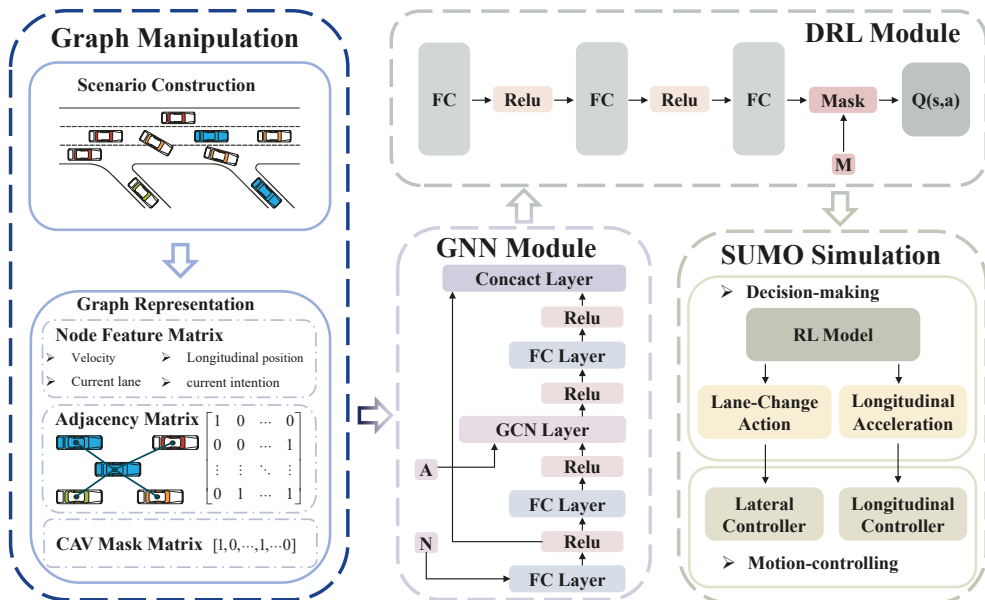 Graph Manipulation
Scenario Construction
Graph Representation
Node Feature Matrix
➢ Velocity ➢ Longitudinal position
➢ Current lane ➢ current intention
Adjacency Matrix
1 0 ⋯ 0
0 0 ⋯ 1
⋮ ⋮ ⋱ ⋮
0 1 ⋯ 1
CAV Mask Matrix [1,0,⋯,1,⋯0]
DRL Module
FC
Relu
FC
Relu
FC
Mask
Q(s,a)
M
GNN Module
Concact Layer
Relu
FC Layer
Relu
GCN Layer
A
Relu
FC Layer
N
Relu
FC Layer
SUMO Simulation
➢ Decision-making
RL Model
Lane-Change
Action
Longitudinal
Acceleration
Lateral
Controller
Longitudinal
Controller
➢ Motion-controlling